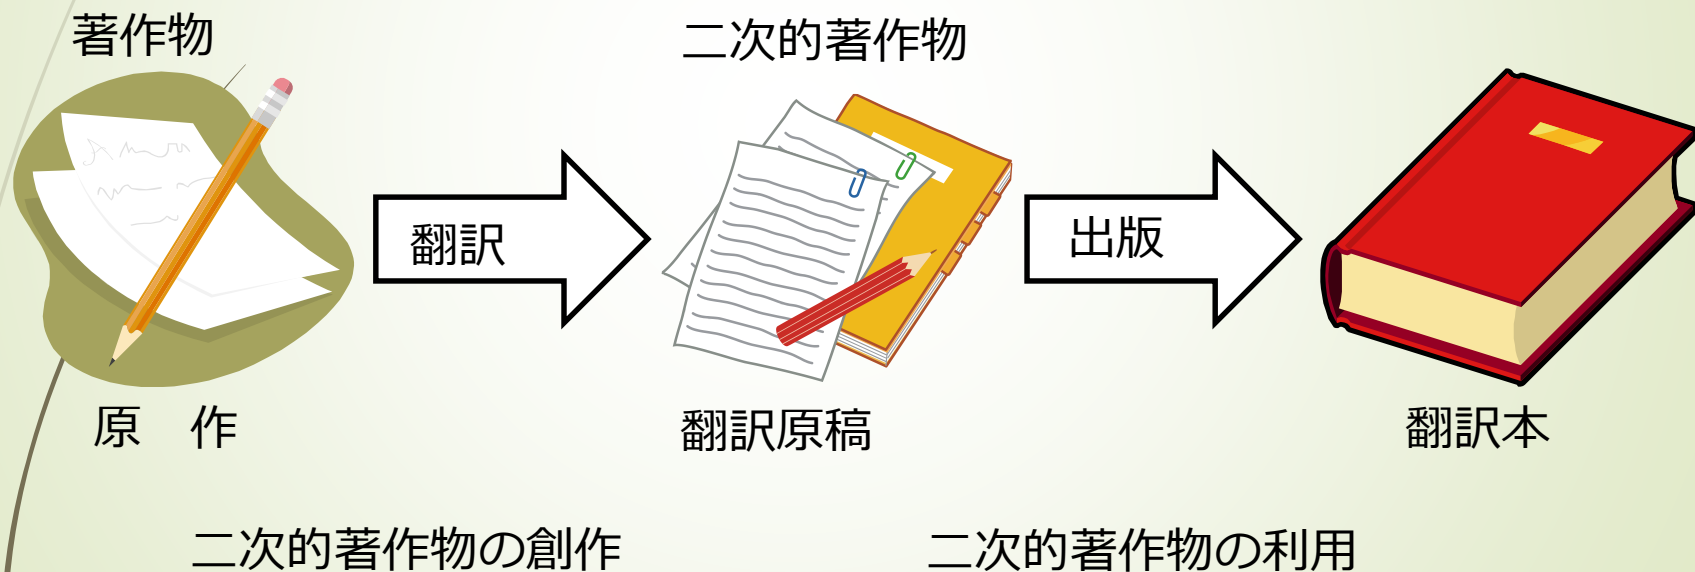 著作物
二次的著作物
翻訳
出版
原　作
翻訳原稿
翻訳本
二次的著作物の創作
二次的著作物の利用